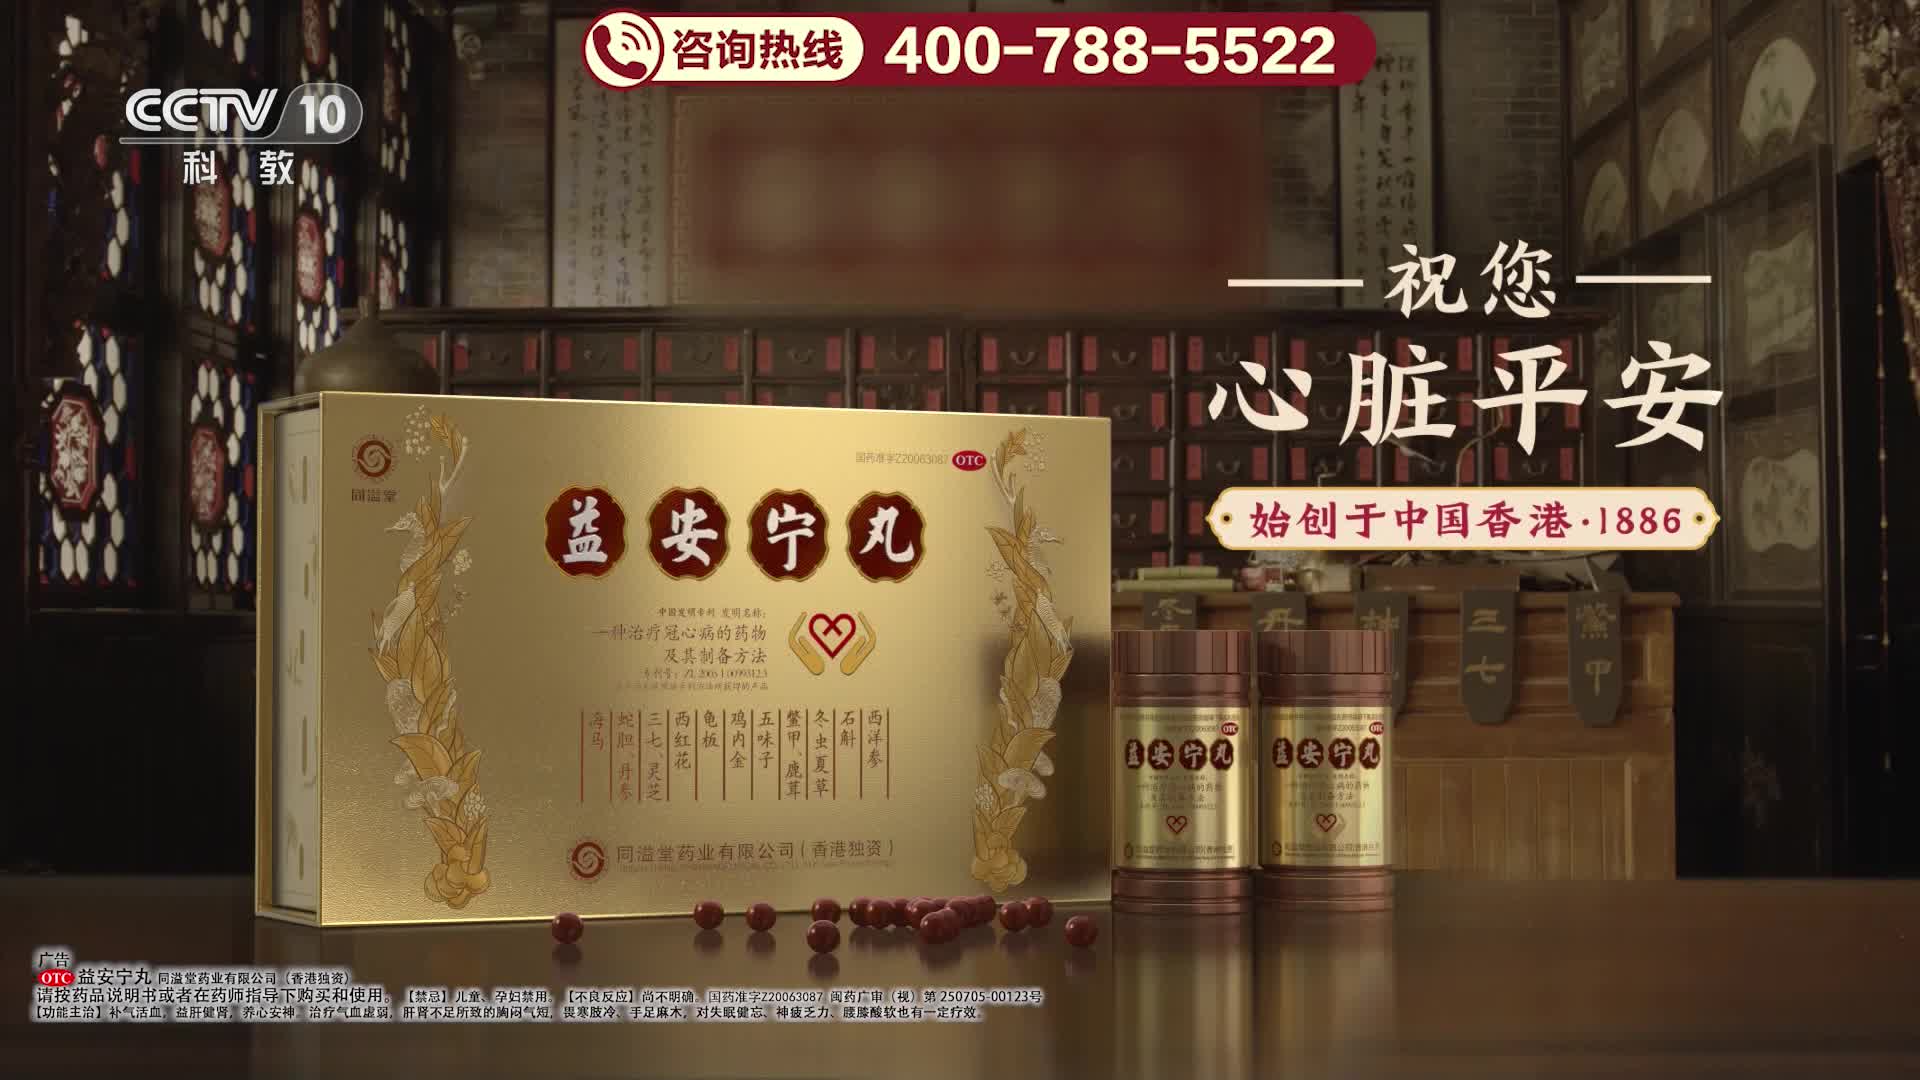 咨询热线 400-788-5522
CCTV 10
科教
祝您
心脏平安
始创于中国香港·1886
同溢堂
国药准字Z20063087 OTC
益安宁丸
中国发明专利 发明名称：
一种治疗冠心病的药物
及其制备方法
西洋参
石斛
冬虫夏草
鳖甲、鹿茸
五味子
鸡内金
龟板
西红花
三七、灵芝
蛇胆、丹参
海马
同溢堂药业有限公司（香港独资）
三七
鳖甲
OTC
益安宁丸
OTC
益安宁丸
广告
OTC 益安宁丸 同溢堂药业有限公司（香港独资）
请按药品说明书或者在药师指导下购买和使用。【禁忌】儿童、孕妇禁用。【不良反应】尚不明确。国药准字Z20063087 闽药广审（视）第250705-00123号
【功能主治】补气活血，益肝健肾，养心安神。治疗气血虚弱，肝肾不足所致的胸闷气短，畏寒肢冷、手足麻木，对失眠健忘、神疲乏力、腰膝酸软也有一定疗效。